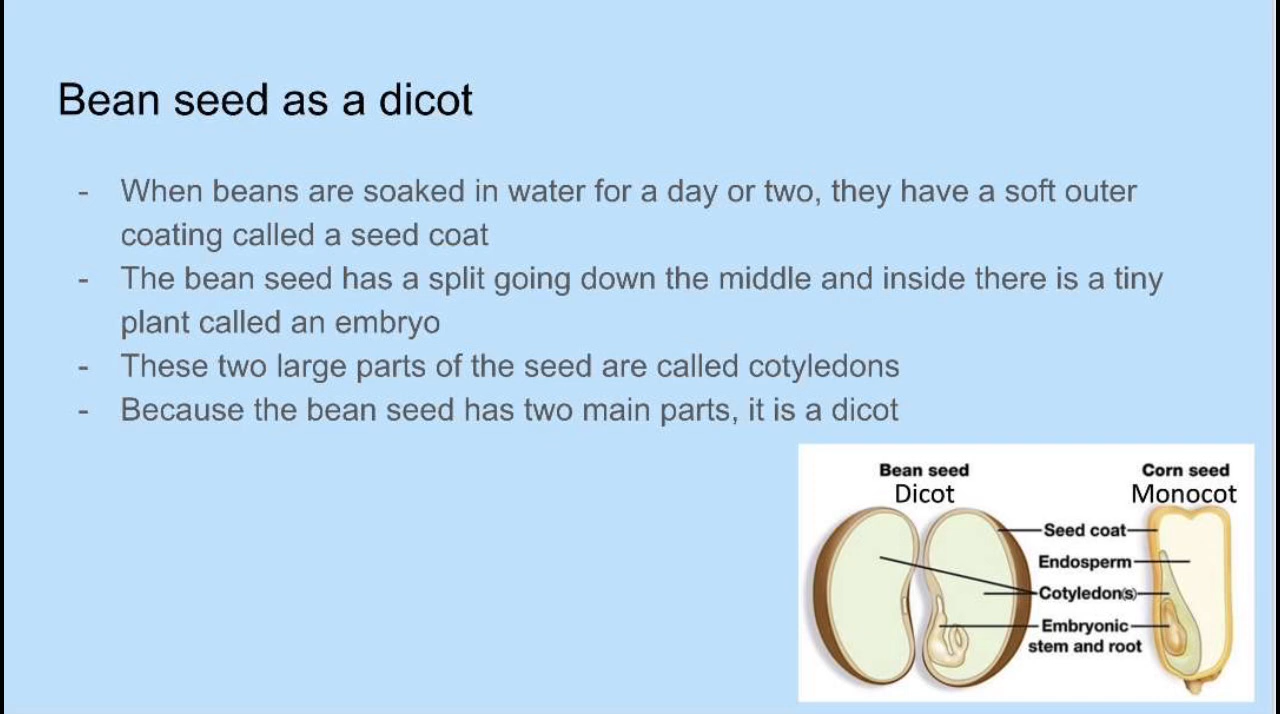 Bean seed as a dicot
- When beans are soaked in water for a day or two, they have a soft outer
coating called a seed coat
- The bean seed has a split going down the middle and inside there is a tiny
plant called an embryo
- These two large parts of the seed are called cotyledons
- Because the bean seed has two main parts, it is a dicot
Bean seed
Dicot
Corn seed
Monocot
Seed coat
Endosperm
Cotyledon(s)
Embryonic
stem and root